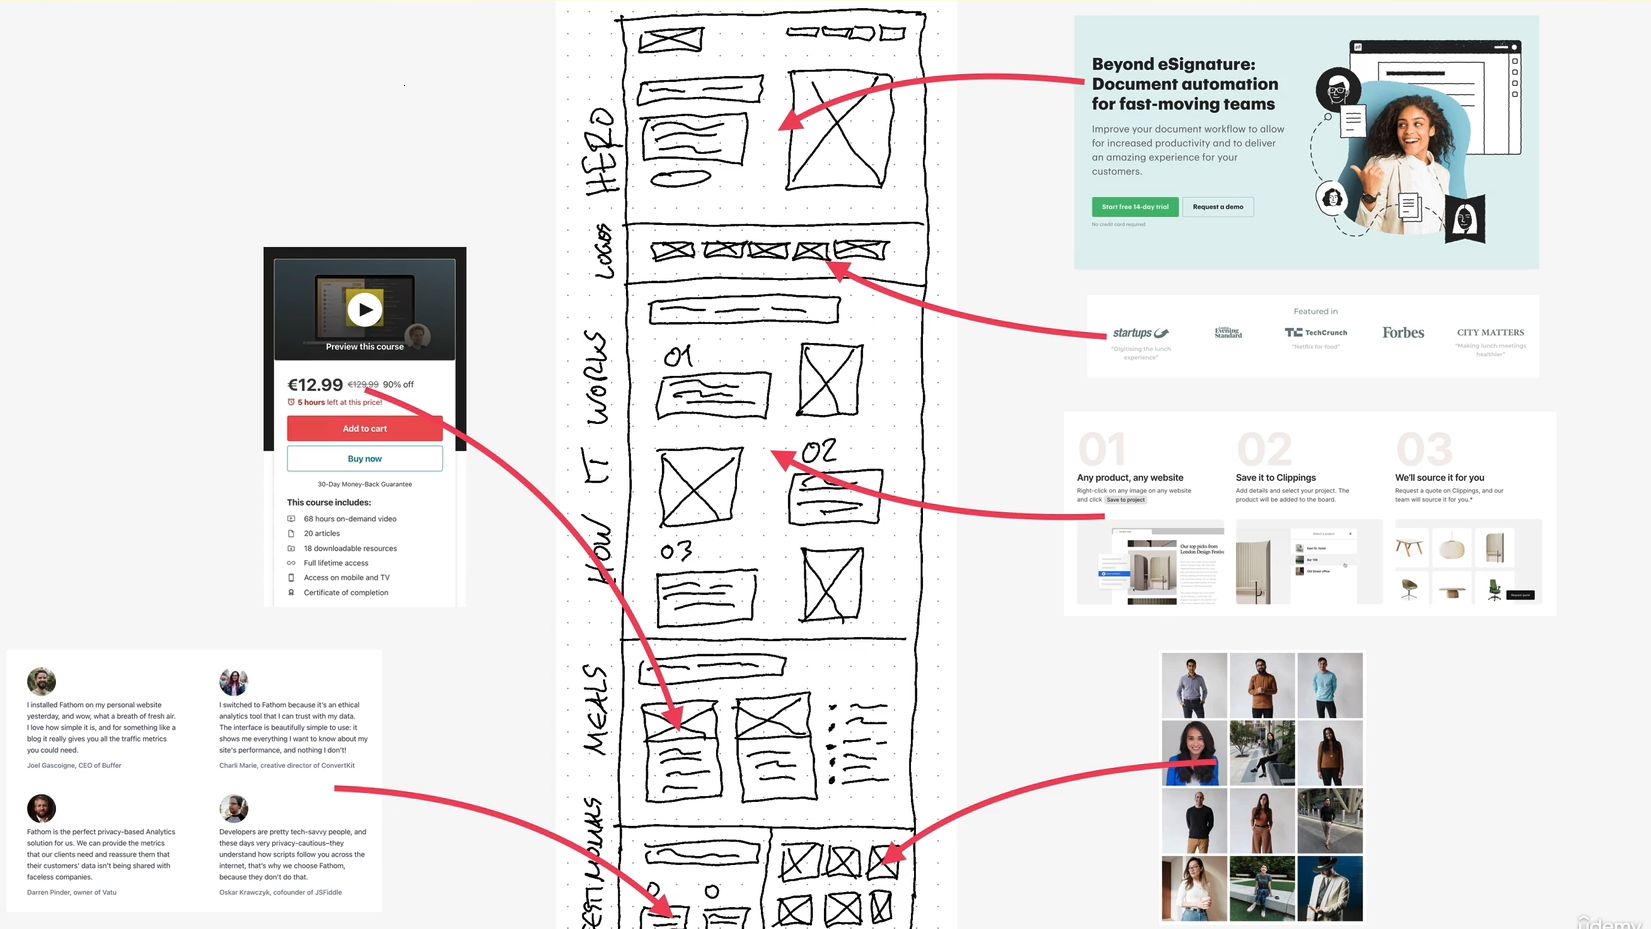 HERO
LOGOS
HOW IT WORKS
01
02
03
MEALS
Beyond eSignature:
Document automation
for fast-moving teams
Improve your document workflow to allow
for increased productivity and to deliver
an amazing experience for your
customers.
Start free 14-day trial
Request a demo
No credit card required
Featured in
startups
Evening
Standard
TechCrunch
Forbes
CITY MATTERS
"Digitising the lunch
experience"
"Netflix for food"
"Making lunch meetings
healthier"
01
Any product, any website
Right-click on any image on any website
and click Save to project
02
Save it to Clippings
Add details and select your project. The
product will be added to the board.
03
We'll source it for you
Request a quote on Clippings, and our
team will source it for you.*
Our top picks from
London Design Festiv
Select a project
Preview this course
€12.99 €129.99 90% off
5 hours left at this price!
Add to cart
Buy now
30-Day Money-Back Guarantee
This course includes:
68 hours on-demand video
20 articles
18 downloadable resources
Full lifetime access
Access on mobile and TV
Certificate of completion
I installed Fathom on my personal website
yesterday, and wow, what a breath of fresh air.
I love how simple it is, and for something like a
blog it really gives you all the traffic metrics
you could need.
Joel Gascoigne, CEO of Buffer
I switched to Fathom because it's an ethical
analytics tool that I can trust with my data.
The interface is beautifully simple to use: it
shows me everything I want to know about my
site's performance, and nothing I don't!
Charli Marie, creative director of ConvertKit
Fathom is the perfect privacy-based Analytics
solution for us. We can provide the metrics
that our clients need and reassure them that
their customers' data isn't being shared with
faceless companies.
Darren Pinder, owner of Vatu
Developers are pretty tech-savvy people, and
these days very privacy-cautious–they
understand how scripts follow you across the
internet, that's why we choose Fathom,
because they don't do that.
Oskar Krawczyk, cofounder of JSFiddle
ûdemy